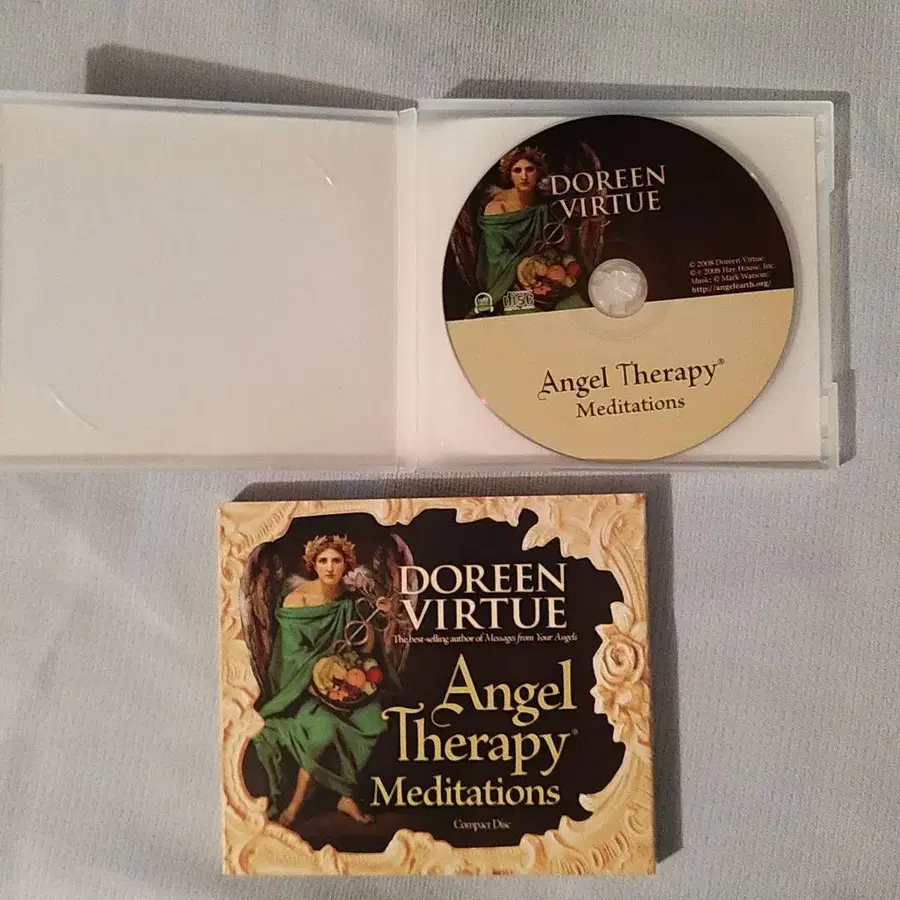 DOREEN
VIRTUE
© 2008 Doreen Virtue
© ℗ 2008 Hay House, Inc.
Music: © Mark Watson:
http://angelearth.org/
disc
Angel Therapy®
Meditations
DOREEN
VIRTUE
The best-selling author of Messages from Your Angels
Angel
Therapy®
Meditations
Compact Disc